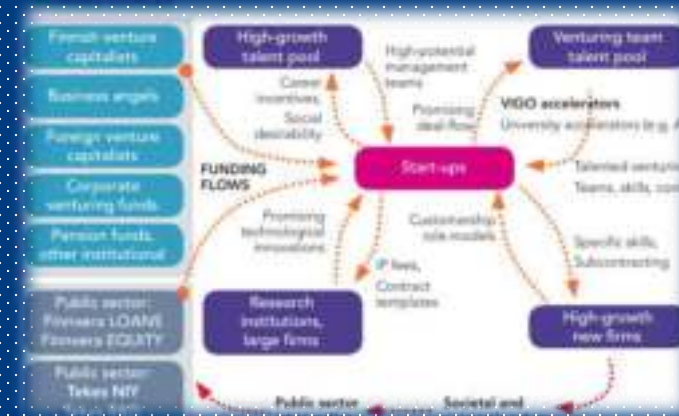 Finnish venture
capitalists
Business angels
Foreign venture
capitalists
Corporate
venturing funds
Pension funds,
other institutional
Public sector:
Finnvera LOANS
Finnvera EQUITY
Public sector:
Tekes NIY
FUNDING
FLOWS
High-growth
talent pool
Career
incentives,
Social
desirability
High-potential
management
teams
Promising
deal-flow
Venturing team
talent pool
VIGO accelerators
University accelerators (e.g. A
Talented venturing
Teams, skills,
Start-ups
Promising
technological
innovations
Customership
role models
IP fees,
Contract
templates
Specific skills,
Subcontracting
Research
institutions,
large firms
High-growth
new firms
Public sector
Societal and